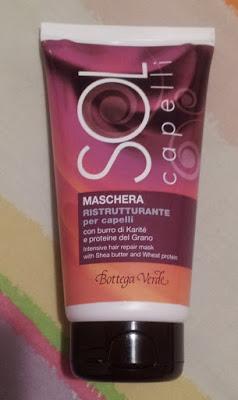 SOL
capelli
MASCHERA
RISTRUTTURANTE
per capelli
con burro di Karité
e proteine del Grano
Intensive hair repair mask
with Shea butter and Wheat protein
Bottega Verde